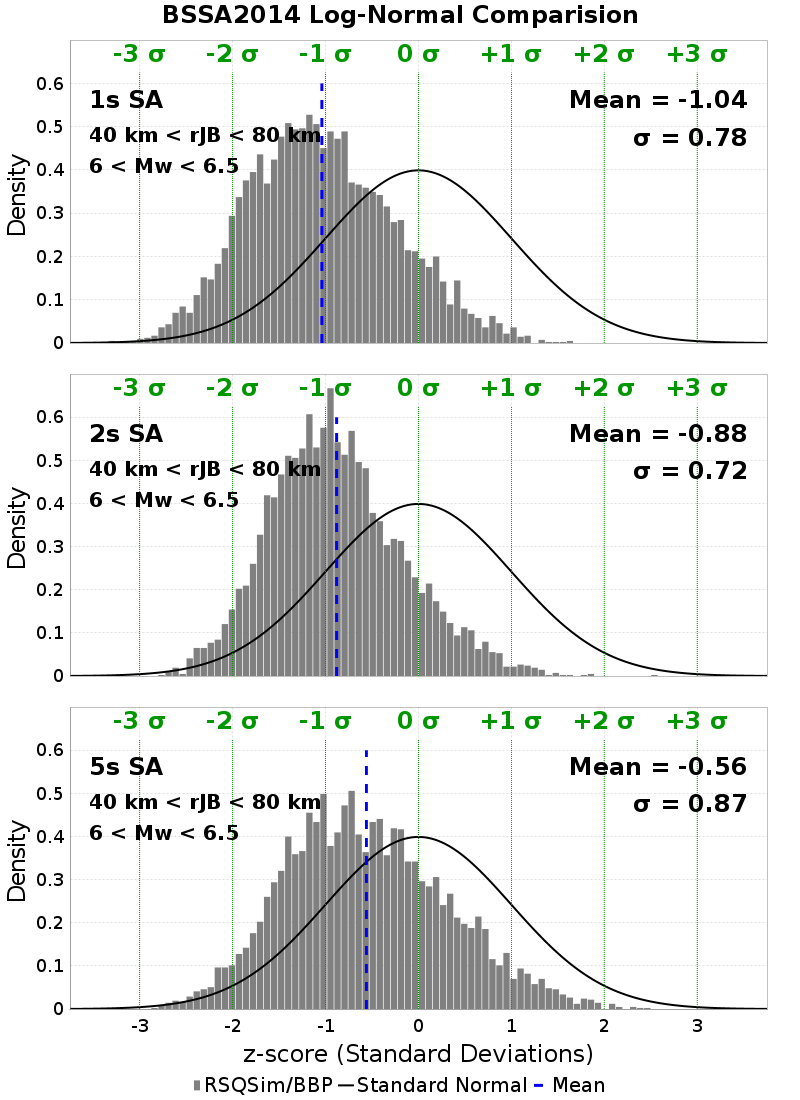 BSSA2014 Log-Normal Comparision
-3 σ -2 σ -1 σ 0 σ +1 σ +2 σ +3 σ
1s SA
40 km < rJB < 80 km
6 < Mw < 6.5
Mean = -1.04
σ = 0.78
Density
0.6
0.5
0.4
0.3
0.2
0.1
0
-3 σ -2 σ -1 σ 0 σ +1 σ +2 σ +3 σ
2s SA
40 km < rJB < 80 km
6 < Mw < 6.5
Mean = -0.88
σ = 0.72
Density
0.6
0.5
0.4
0.3
0.2
0.1
0
-3 σ -2 σ -1 σ 0 σ +1 σ +2 σ +3 σ
5s SA
40 km < rJB < 80 km
6 < Mw < 6.5
Mean = -0.56
σ = 0.87
Density
0.6
0.5
0.4
0.3
0.2
0.1
0
-3 -2 -1 0 1 2 3
z-score (Standard Deviations)
RSQSim/BBP Standard Normal Mean